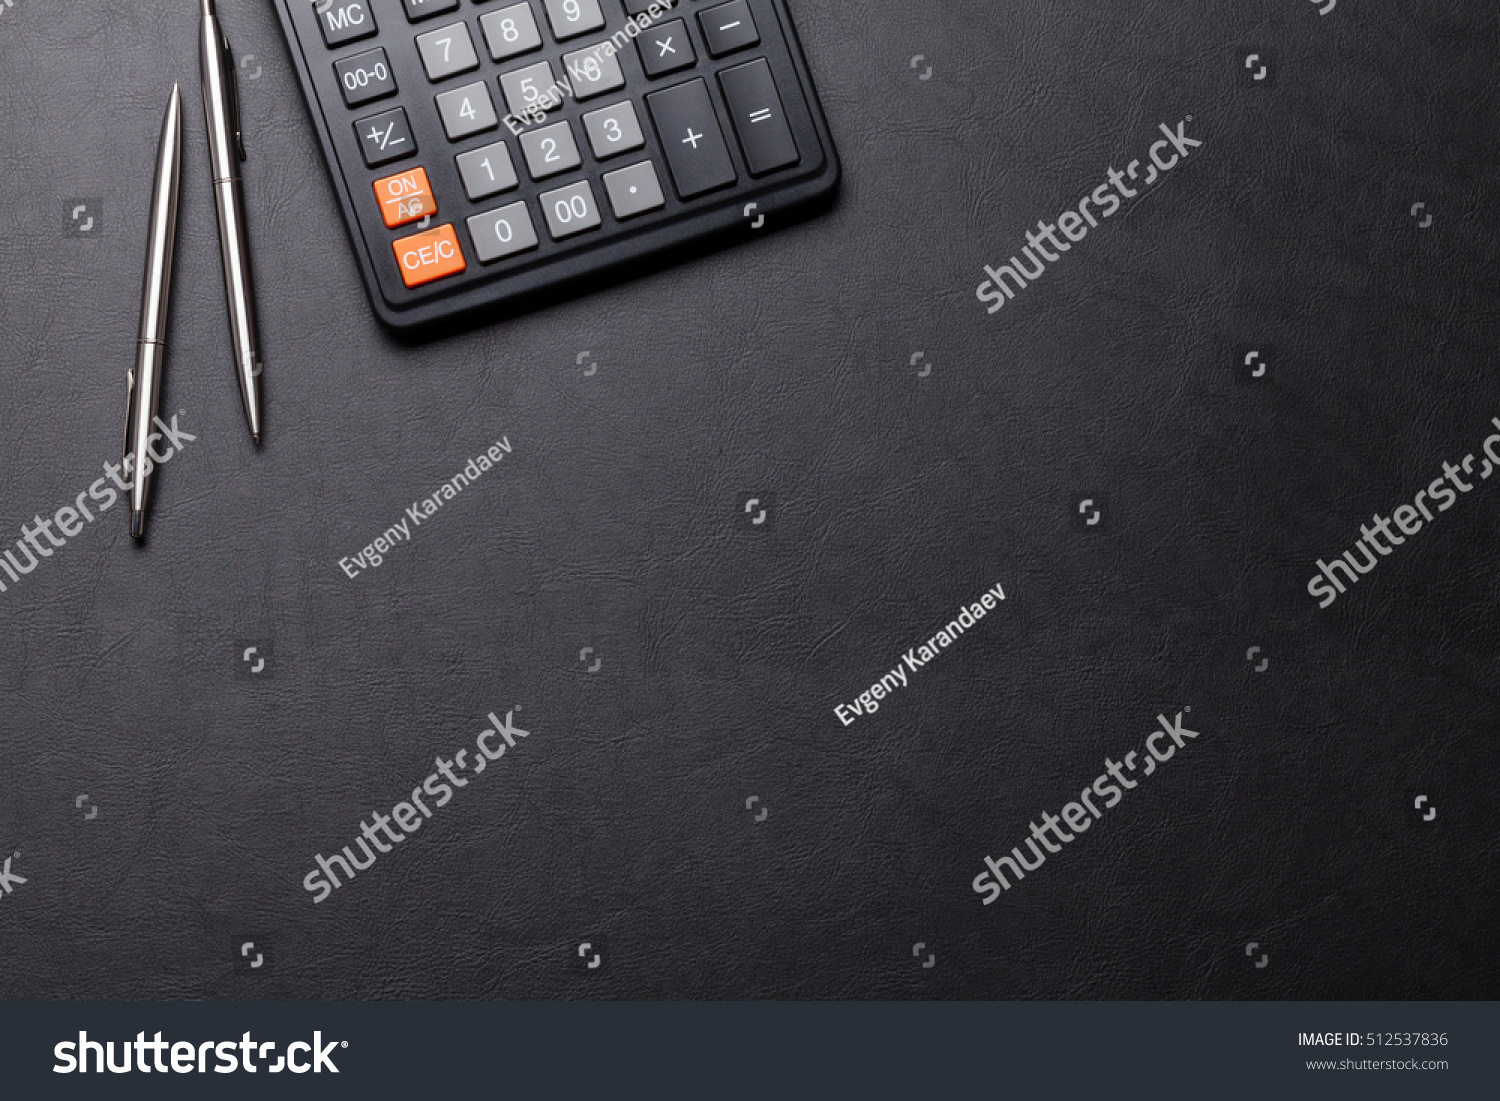 MC
7
8
9
×
−
00→0
4
5
6
+/−
1
2
3
+
=
ON
AC
0
00
.
CE/C
Evgeny Karandaev
shutterstock
shutterstock
shutterstock
Evgeny Karandaev
Evgeny Karandaev
shutterstock
shutterstock
shutterstock
IMAGE ID: 512537836
www.shutterstock.com